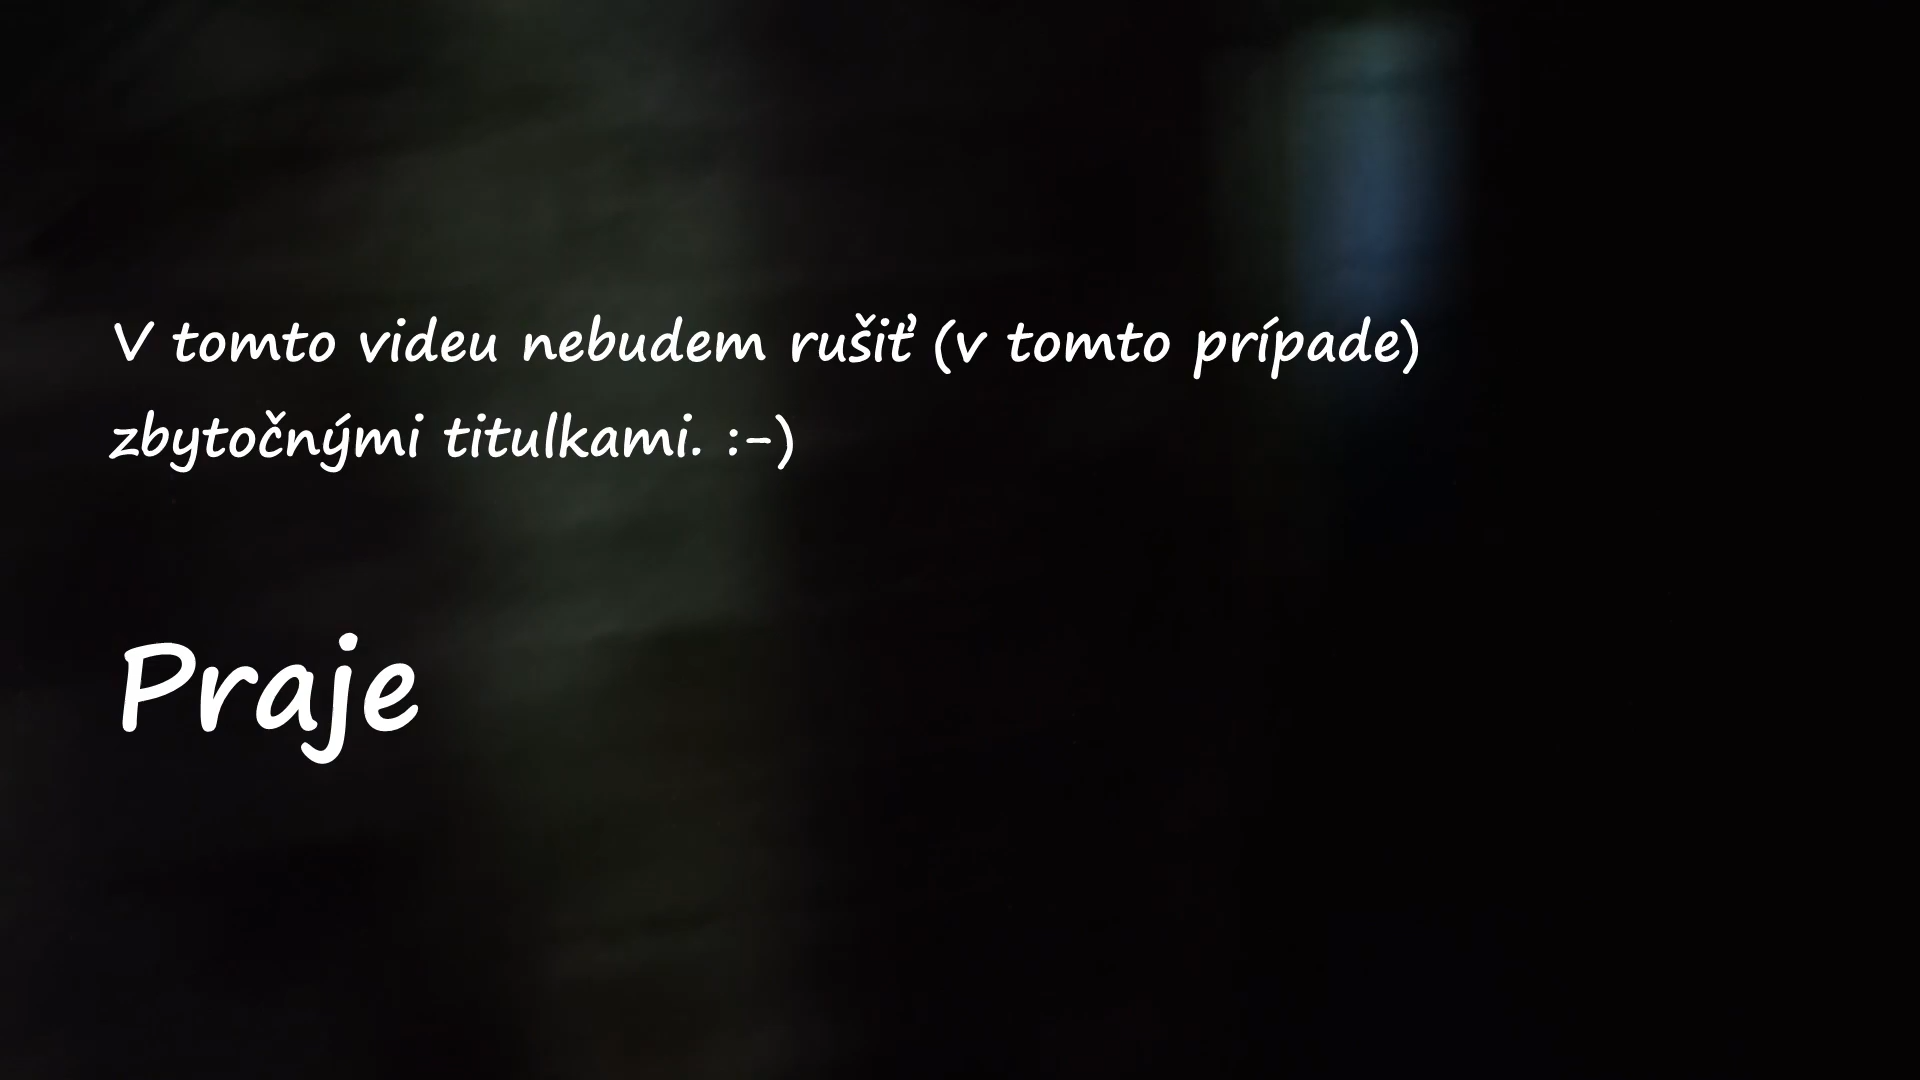 V tomto videu nebudem rušiť (v tomto prípade)
zbytočnými titulkami. :-)
Praje